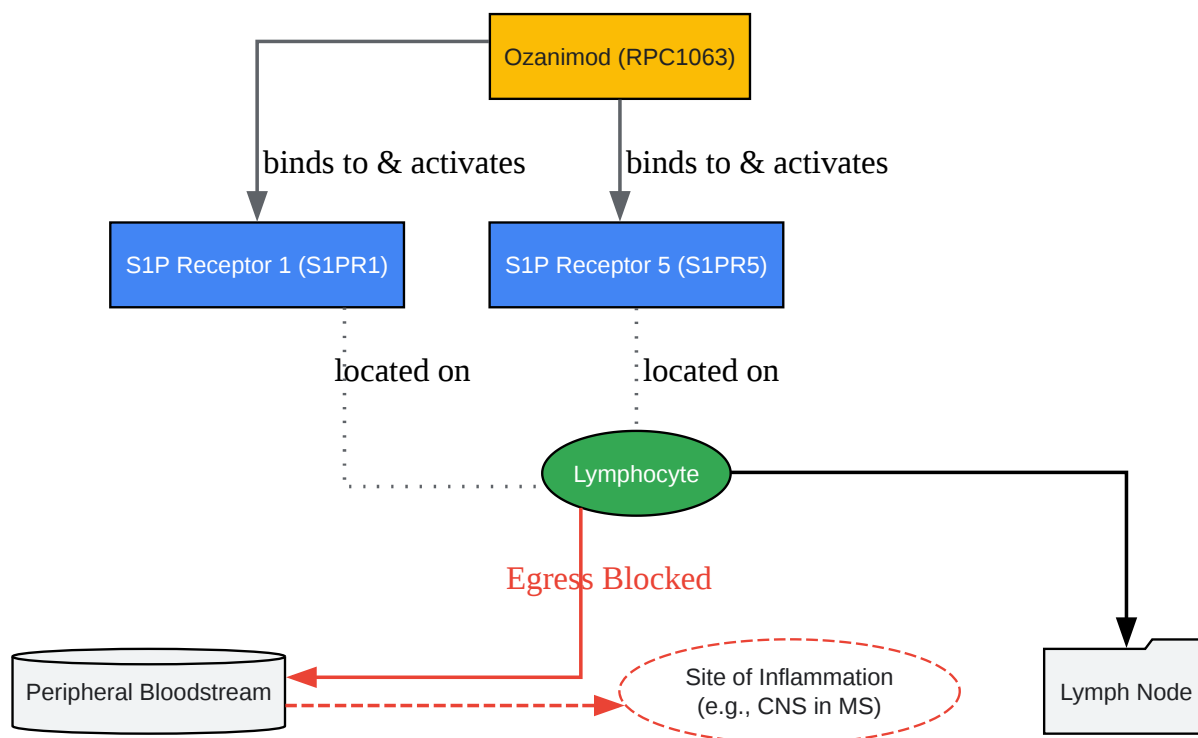 Ozanimod (RPC1063)
binds to & activates
binds to & activates
S1P Receptor 1 (S1PR1)
S1P Receptor 5 (S1PR5)
located on
located on
Lymphocyte
Egress Blocked
Peripheral Bloodstream
Site of Inflammation
(e.g., CNS in MS)
Lymph Node